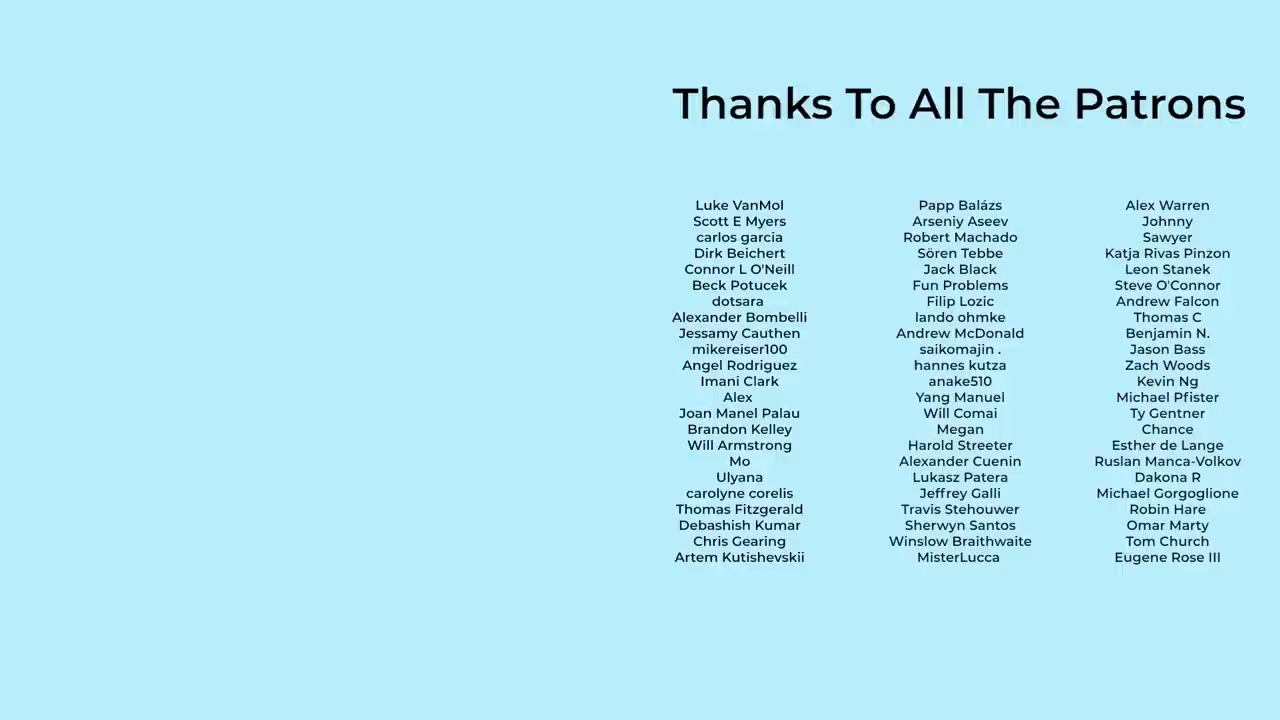 Thanks To All The Patrons
Luke VanMol
Scott E Myers
carlos garcia
Dirk Beichert
Connor L O'Neill
Beck Potucek
dotsara
Alexander Bombelli
Jessamy Cauthen
mikereiser100
Angel Rodriguez
Imani Clark
Alex
Joan Manel Palau
Brandon Kelley
Will Armstrong
Mo
Ulyana
carolyne corelis
Thomas Fitzgerald
Debashish Kumar
Chris Gearing
Artem Kutishevskii
Papp Balázs
Arseniy Aseev
Robert Machado
Sören Tebbe
Jack Black
Fun Problems
Filip Lozic
lando ohmke
Andrew McDonald
saikomajin .
hannes kutza
anake510
Yang Manuel
Will Comai
Megan
Harold Streeter
Alexander Cuenin
Lukasz Patera
Jeffrey Galli
Travis Stehouwer
Sherwyn Santos
Winslow Braithwaite
MisterLucca
Alex Warren
Johnny
Sawyer
Katja Rivas Pinzon
Leon Stanek
Steve O'Connor
Andrew Falcon
Thomas C
Benjamin N.
Jason Bass
Zach Woods
Kevin Ng
Michael Pfister
Ty Gentner
Chance
Esther de Lange
Ruslan Manca-Volkov
Dakona R
Michael Gorgoglione
Robin Hare
Omar Marty
Tom Church
Eugene Rose III